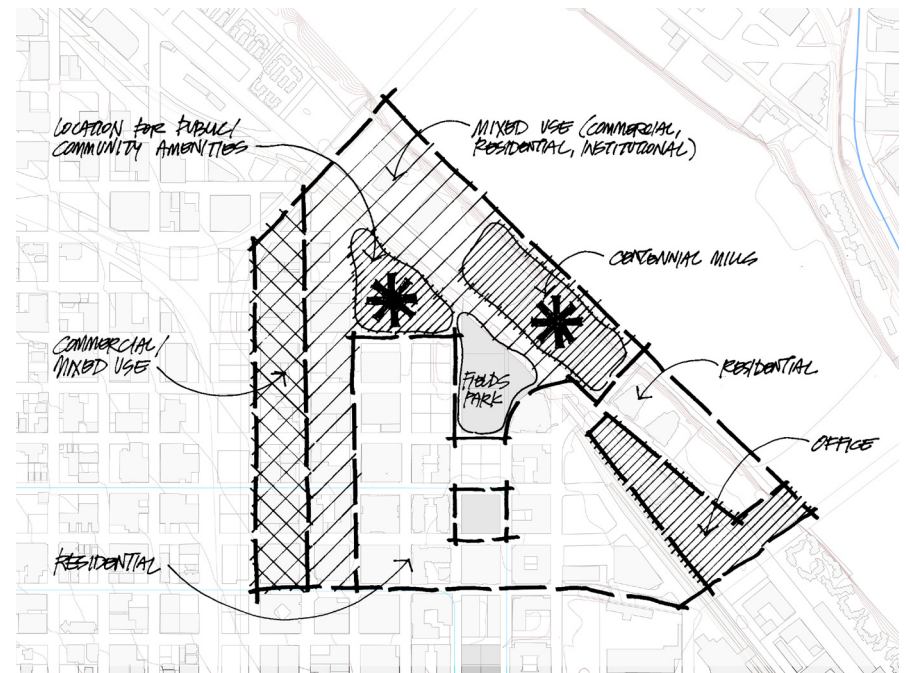 LOCATION FOR PUBLIC/
COMMUNITY AMENITIES
MIXED USE (COMMERCIAL,
RESIDENTIAL, INSTITUTIONAL)
CENTENNIAL MILLS
COMMERCIAL/
MIXED USE
FIELDS
PARK
RESIDENTIAL
OFFICE
RESIDENTIAL